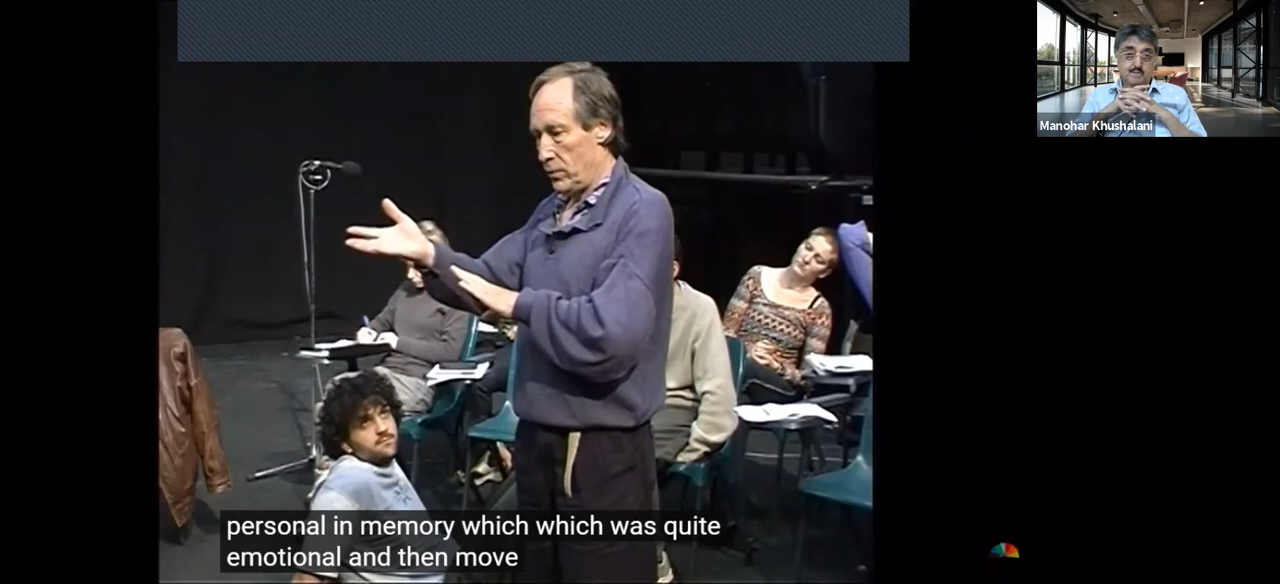 Manohar Khushalani
personal in memory which which was quite
emotional and then move